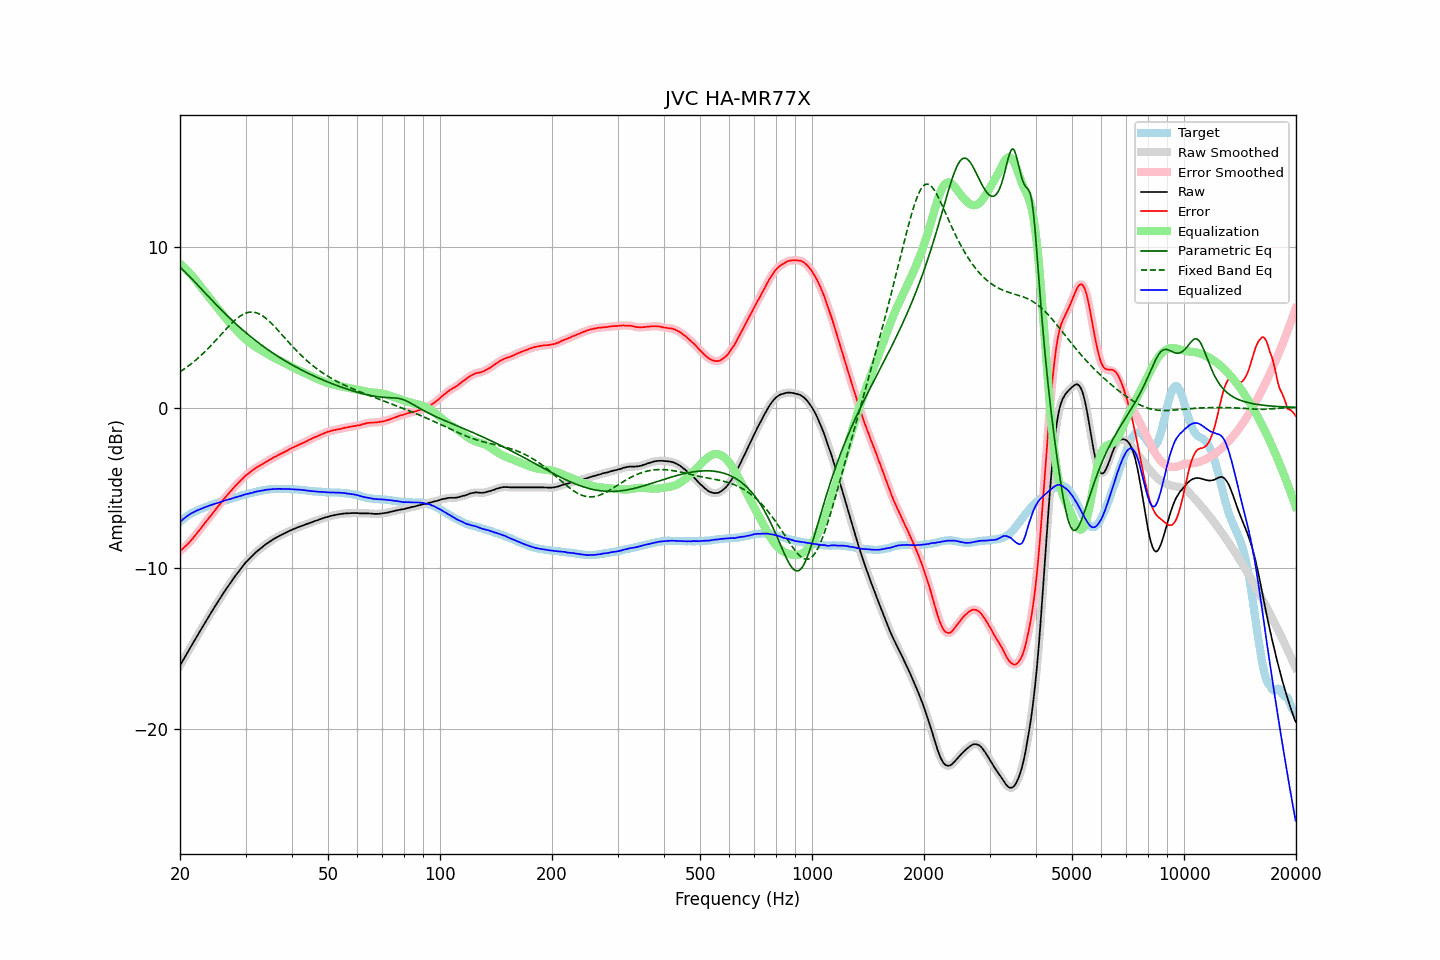 JVC HA-MR77X
Target
Raw Smoothed
Error Smoothed
Raw
Error
Equalization
Parametric Eq
Fixed Band Eq
Equalized
10
0
−10
−20
Amplitude (dBr)
20 50 100 200 500 1000 2000 5000 10000 20000
Frequency (Hz)